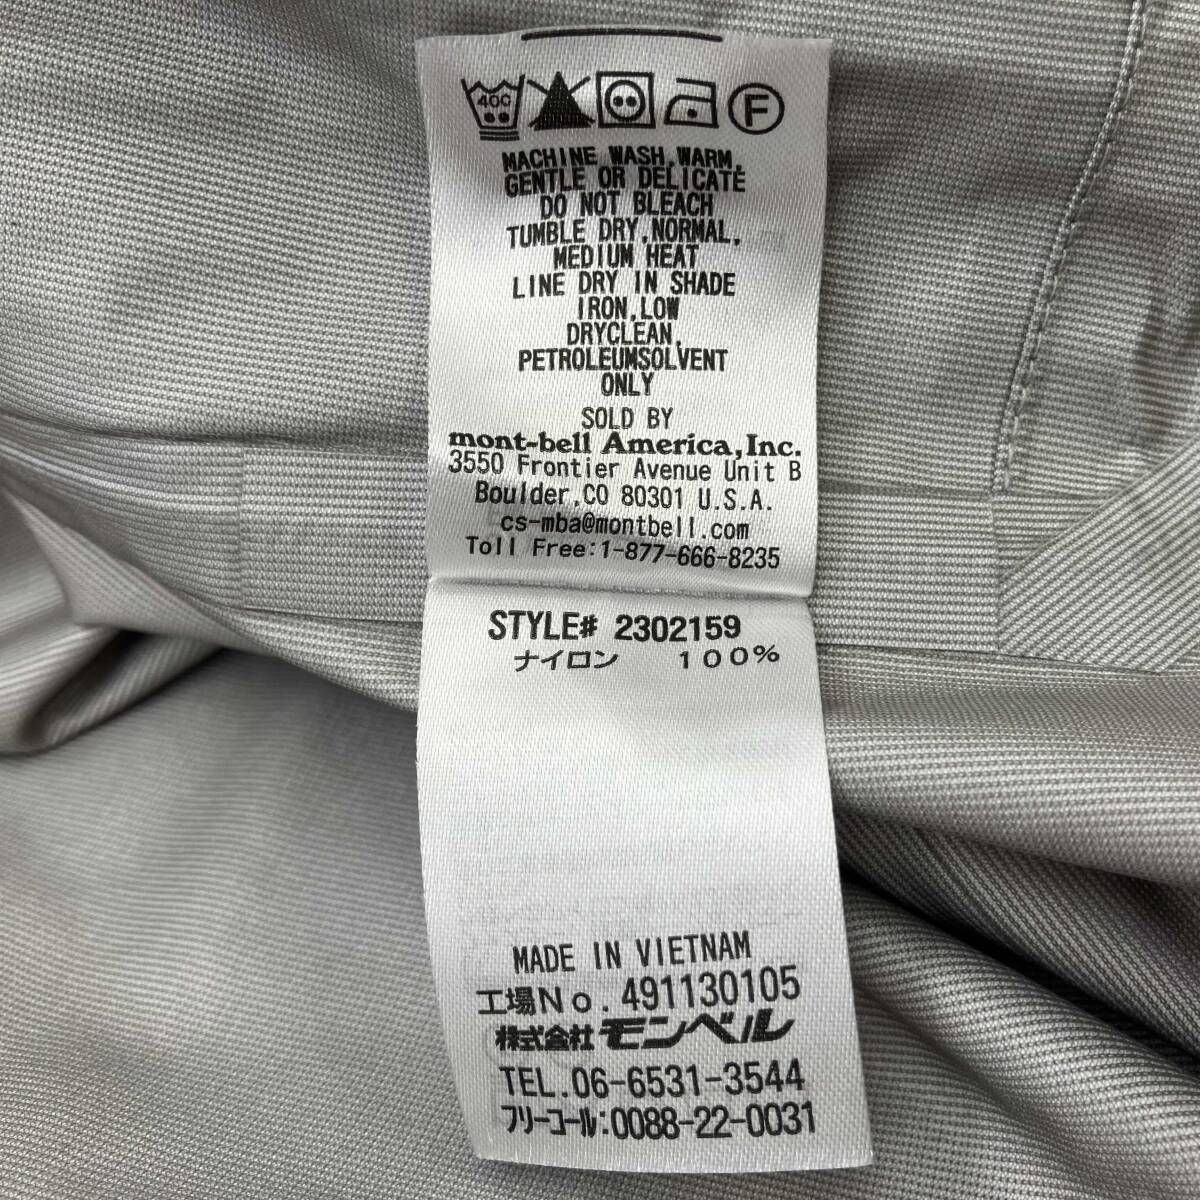 400
F
MACHINE WASH,WARM,
GENTLE OR DELICATE
DO NOT BLEACH
TUMBLE DRY,NORMAL,
MEDIUM HEAT
LINE DRY IN SHADE
IRON,LOW
DRYCLEAN,
PETROLEUMSOLVENT
ONLY
SOLD BY
mont-bell America,Inc.
3550 Frontier Avenue Unit B
Boulder,CO 80301 U.S.A.
cs-mba@montbell.com
Toll Free:1-877-666-8235
STYLE# 2302159
ナイロン 100%
MADE IN VIETNAM
工場No. 491130105
株式会社モンベル
TEL.06-6531-3544
フリーコール:0088-22-0031